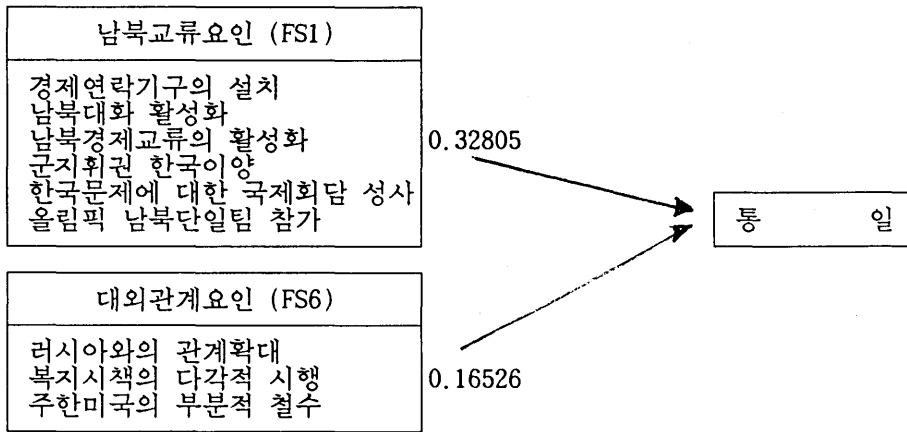 남북교류요인 (FS1)
경제연락기구의 설치
남북대화 활성화
남북경제교류의 활성화
군지휘권 한국이양
한국문제에 대한 국제회담 성사
올림픽 남북단일팀 참가
0.32805
통 일
대외관계요인 (FS6)
러시아와의 관계확대
복지시책의 다각적 시행
주한미국의 부분적 철수
0.16526